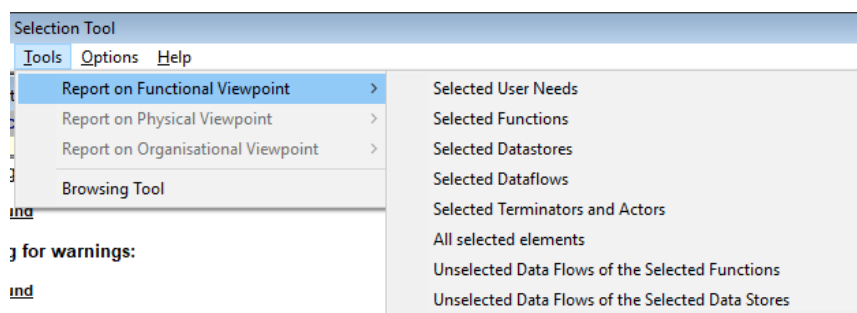 Selection Tool
Tools Options Help
Report on Functional Viewpoint
Report on Physical Viewpoint
Report on Organisational Viewpoint
Browsing Tool
Selected User Needs
Selected Functions
Selected Datastores
Selected Dataflows
Selected Terminators and Actors
All selected elements
Unselected Data Flows of the Selected Functions
Unselected Data Flows of the Selected Data Stores
for warnings: